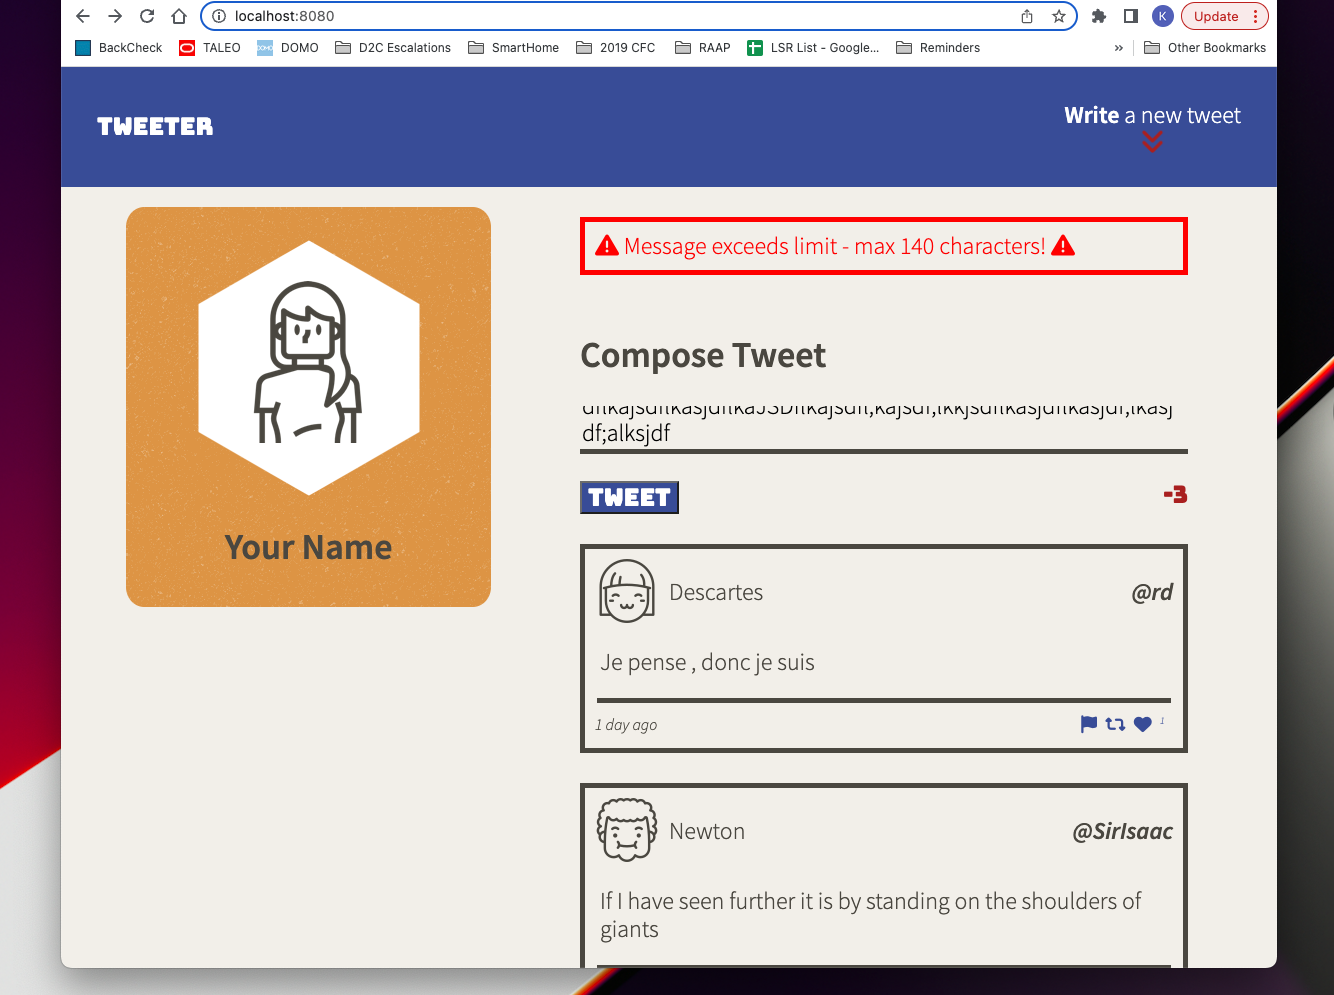 localhost:8080
K
Update
BackCheck
TALEO
DOMO
DOMO
D2C Escalations
SmartHome
2019 CFC
RAAP
LSR List - Google...
Reminders
»
Other Bookmarks
TWEETER
Write a new tweet
Message exceeds limit - max 140 characters!
Compose Tweet
df;alksjdf
TWEET
-3
Your Name
Descartes
@rd
Je pense , donc je suis
1 day ago
1
Newton
@SirIsaac
If I have seen further it is by standing on the shoulders of
giants